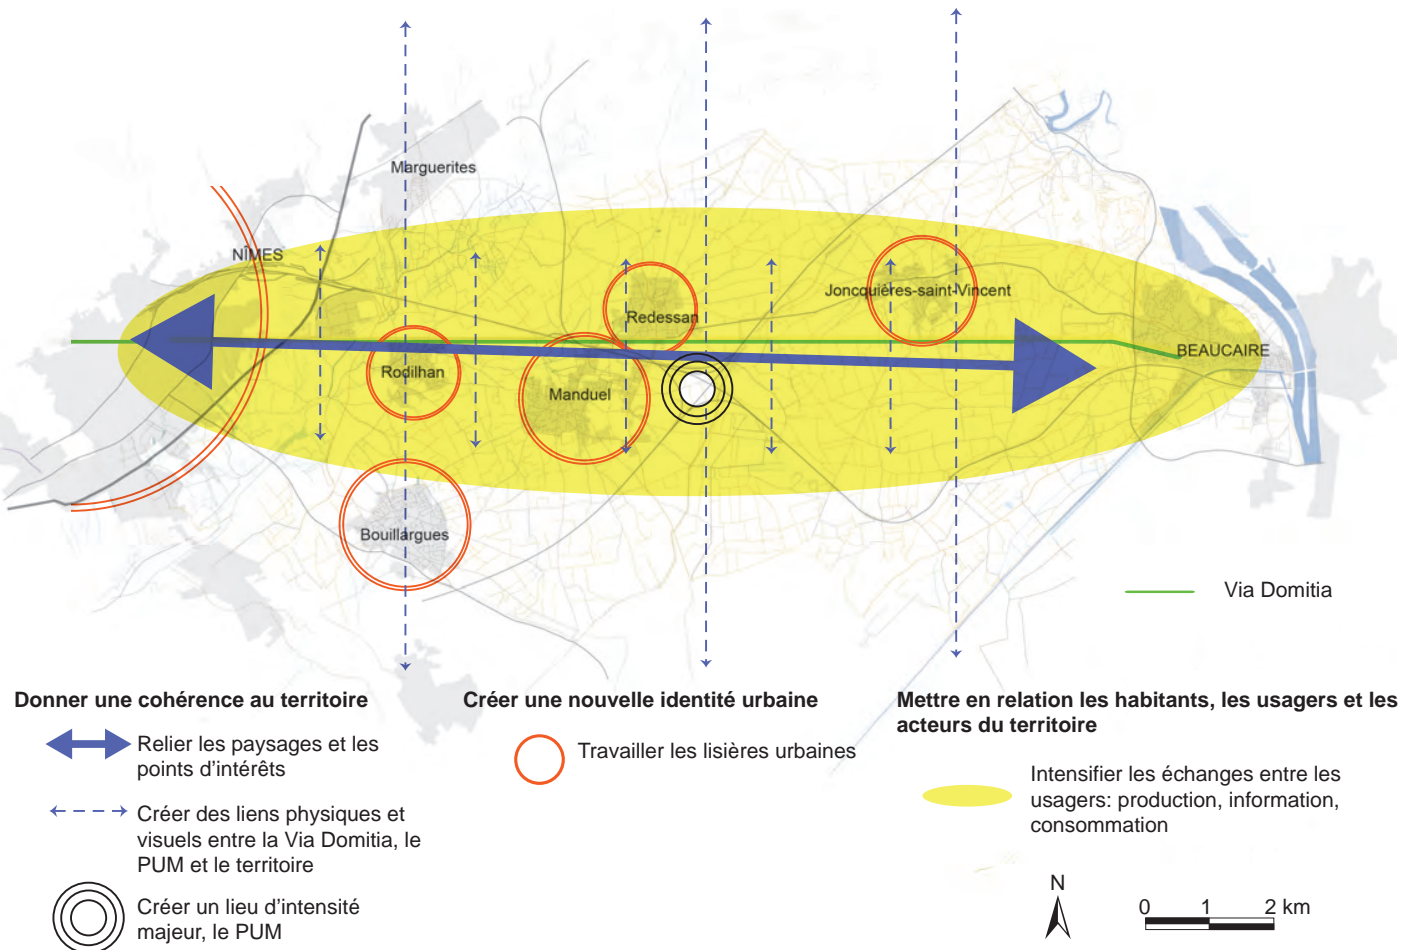 Marguerites
NÎMES
Redessan
Joncquières-saint-Vincent
Rodilhan
Manduel
BEAUCAIRE
Bouillargues
Via Domitia
Donner une cohérence au territoire
Relier les paysages et les
points d'intérêts
Créer des liens physiques et
visuels entre la Via Domitia, le
PUM et le territoire
Créer un lieu d'intensité
majeur, le PUM
Créer une nouvelle identité urbaine
Travailler les lisières urbaines
Mettre en relation les habitants, les usagers et les
acteurs du territoire
Intensifier les échanges entre les
usagers: production, information,
consommation
N
0 1 2 km